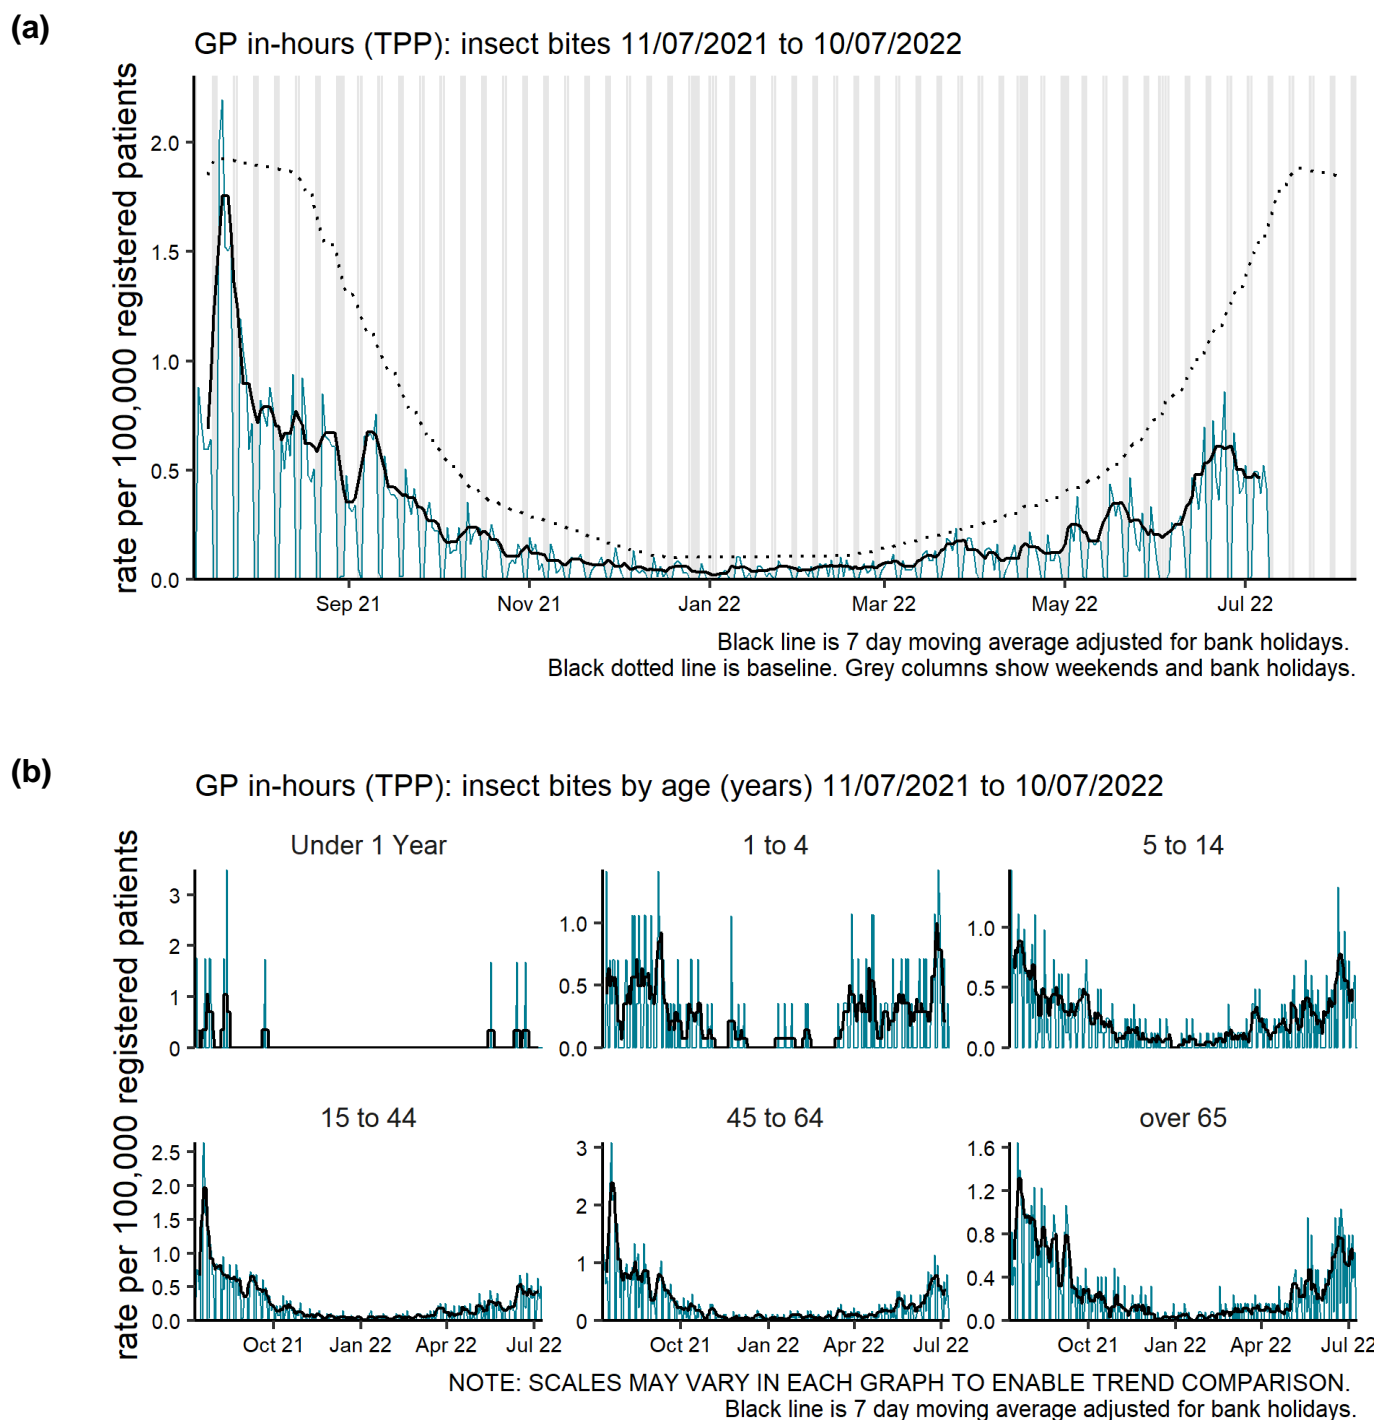 (a)
GP in-hours (TPP): insect bites 11/07/2021 to 10/07/2022
rate per 100,000 registered patients
2.0
1.5
1.0
0.5
0.0
Sep 21 Nov 21 Jan 22 Mar 22 May 22 Jul 22
Black line is 7 day moving average adjusted for bank holidays.
Black dotted line is baseline. Grey columns show weekends and bank holidays.
(b)
GP in-hours (TPP): insect bites by age (years) 11/07/2021 to 10/07/2022
rate per 100,000 registered patients
Under 1 Year
3
2
1
0
1 to 4
1.0
0.5
0.0
5 to 14
1.0
0.5
0.0
15 to 44
2.5
2.0
1.5
1.0
0.5
0.0
Oct 21 Jan 22 Apr 22 Jul 22
45 to 64
3
2
1
0
Oct 21 Jan 22 Apr 22 Jul 22
over 65
1.6
1.2
0.8
0.4
0.0
Oct 21 Jan 22 Apr 22 Jul 22
NOTE: SCALES MAY VARY IN EACH GRAPH TO ENABLE TREND COMPARISON.
Black line is 7 day moving average adjusted for bank holidays.